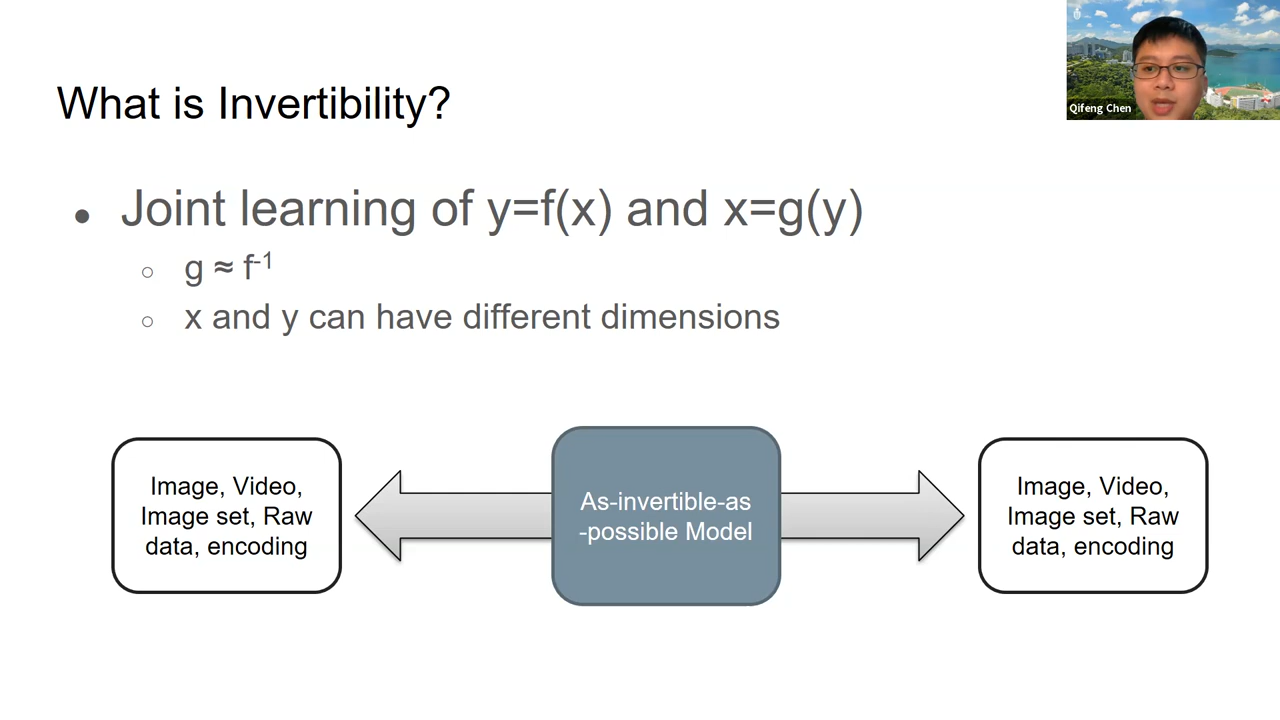 What is Invertibility?
Qifeng Chen
● Joint learning of y=f(x) and x=g(y)
○ g ≈ f⁻¹
○ x and y can have different dimensions
Image, Video,
Image set, Raw
data, encoding
As-invertible-as
-possible Model
Image, Video,
Image set, Raw
data, encoding